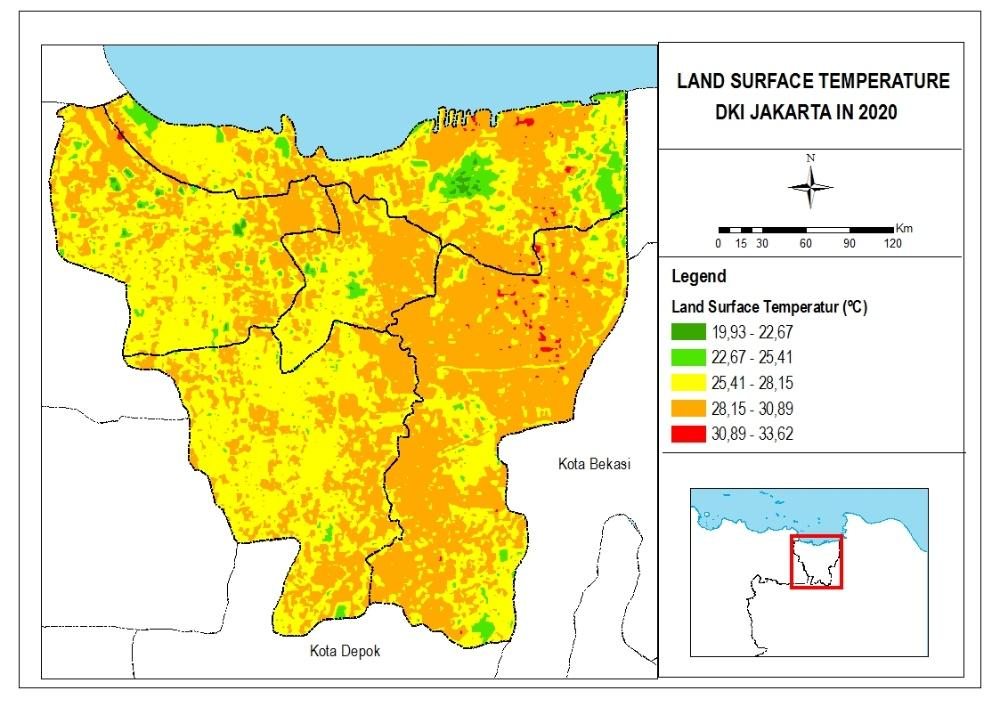 LAND SURFACE TEMPERATURE
DKI JAKARTA IN 2020
N
Km
0 15 30 60 90 120
Legend
Land Surface Temperatur (°C)
19,93 - 22,67
22,67 - 25,41
25,41 - 28,15
28,15 - 30,89
30,89 - 33,62
Kota Bekasi
Kota Depok